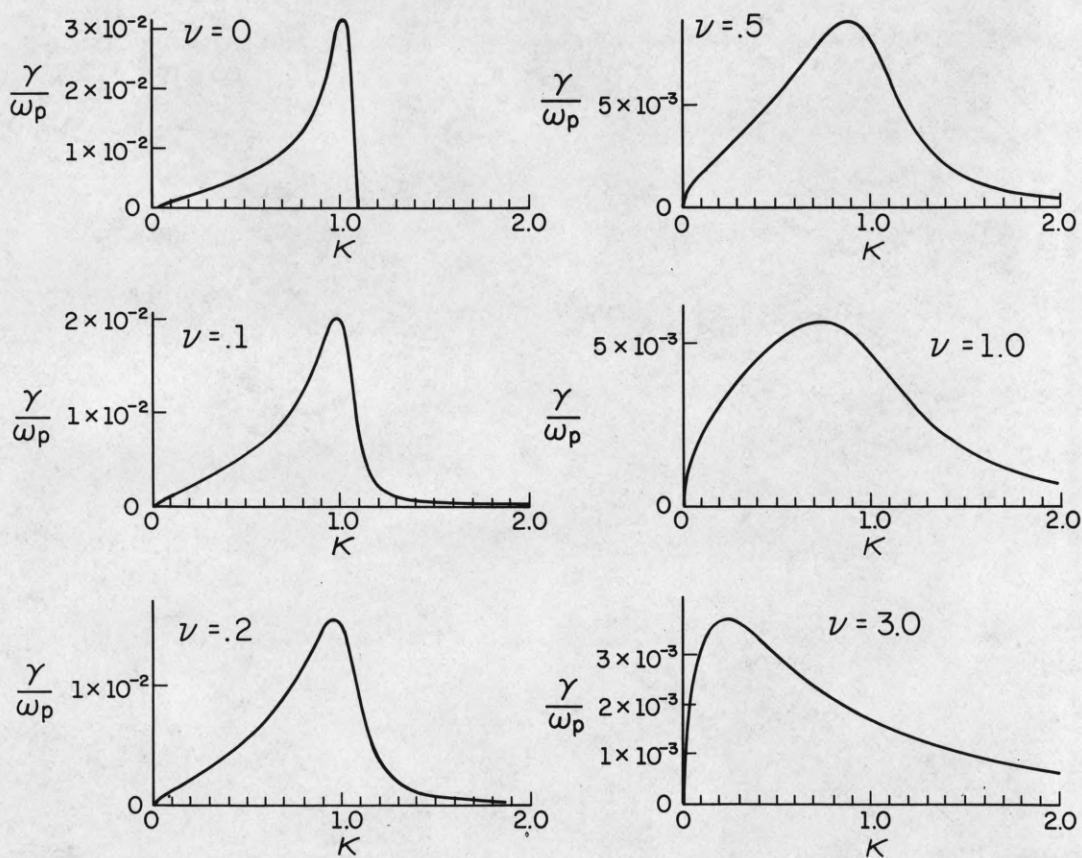 3×10⁻²
ν = 0
γ/ωp
2×10⁻²
1×10⁻²
0
0 1.0 2.0
κ
ν = .5
γ/ωp
5×10⁻³
0
0 1.0 2.0
κ
2×10⁻²
ν = .1
γ/ωp
1×10⁻²
0
0 1.0 2.0
κ
5×10⁻³
ν = 1.0
γ/ωp
0
0 1.0 2.0
κ
ν = .2
γ/ωp
1×10⁻²
0
0 1.0 2.0
κ
ν = 3.0
γ/ωp
3×10⁻³
2×10⁻³
1×10⁻³
0
0 1.0 2.0
κ